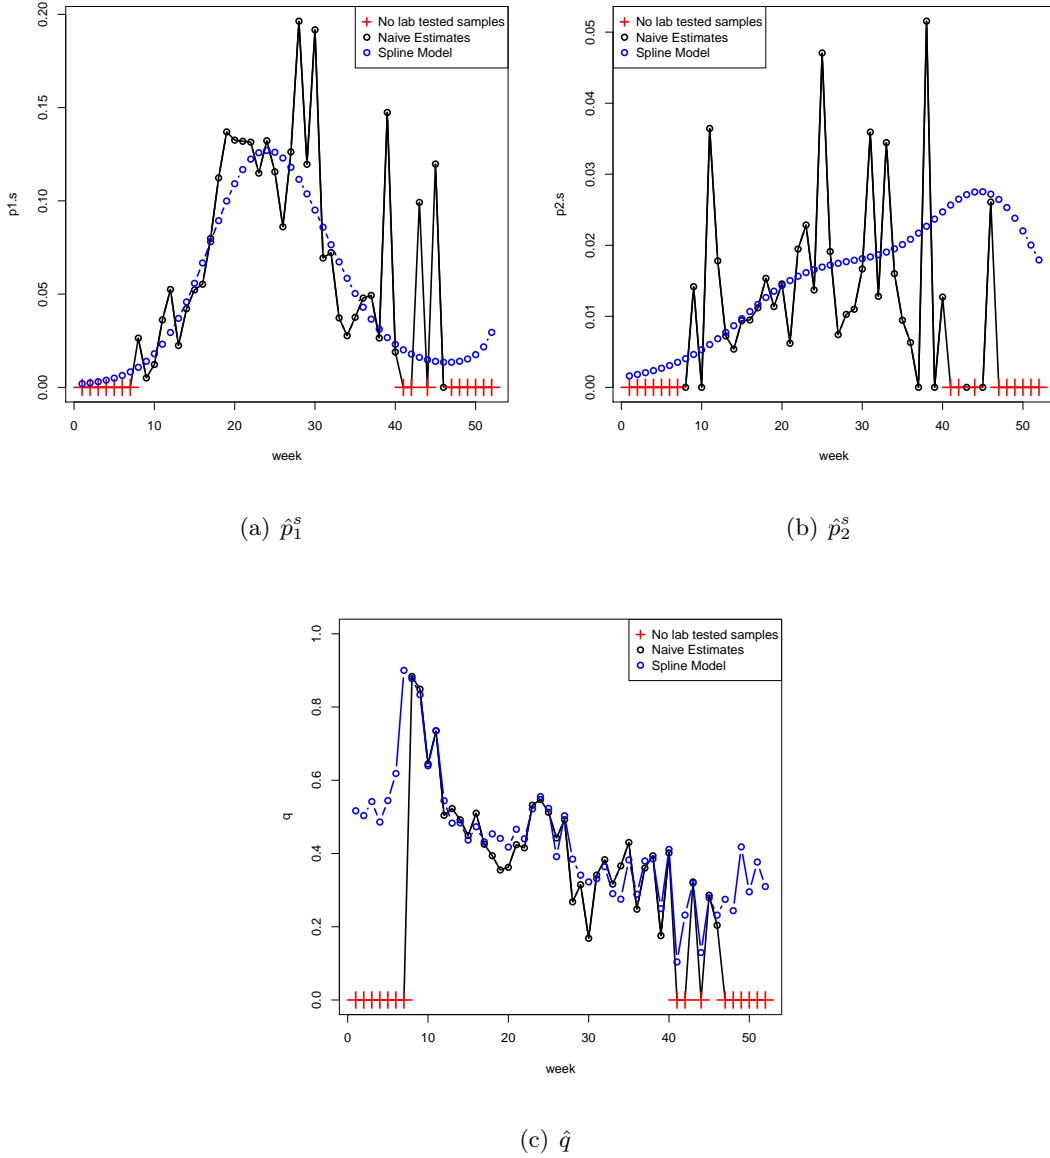 No lab tested samples
Naive Estimates
Spline Model
0.20
0.15
0.10
0.05
0.00
p1.s
0 10 20 30 40 50
week
(a) p̂₁ˢ
No lab tested samples
Naive Estimates
Spline Model
0.05
0.04
0.03
0.02
0.01
0.00
p2.s
0 10 20 30 40 50
week
(b) p̂₂ˢ
No lab tested samples
Naive Estimates
Spline Model
1.0
0.8
0.6
0.4
0.2
0.0
q
0 10 20 30 40 50
week
(c) q̂